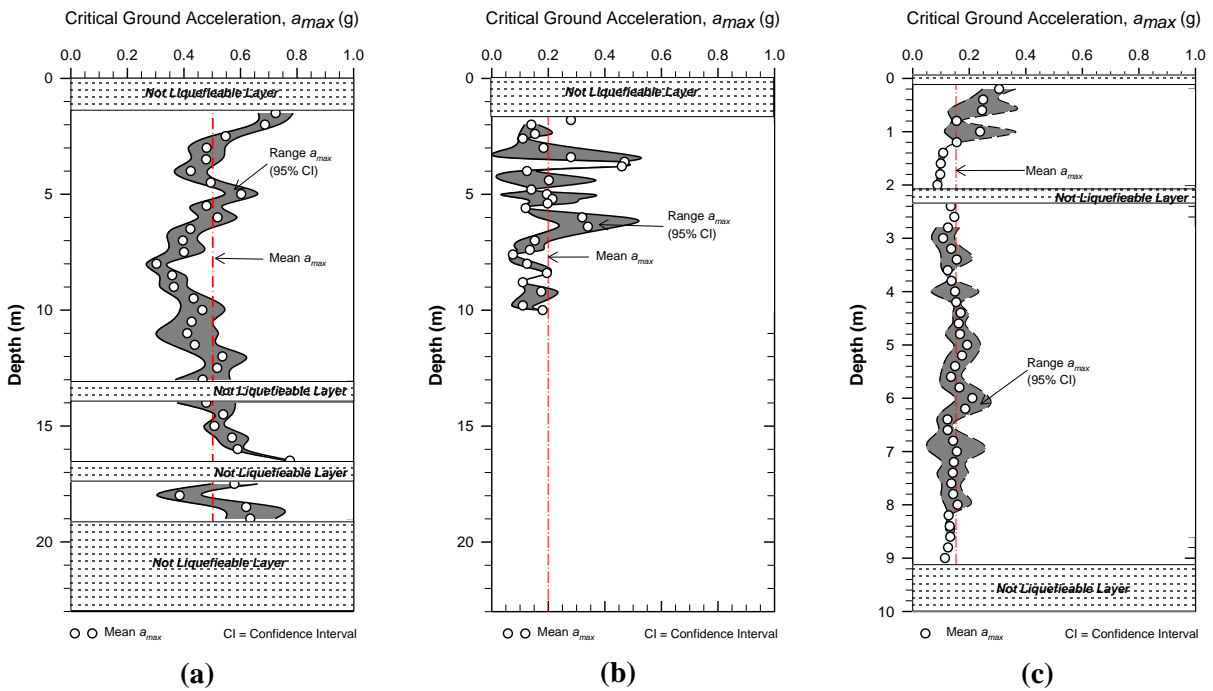 Critical Ground Acceleration, amax (g)
0.0 0.2 0.4 0.6 0.8 1.0
0
5
10
15
20
Depth (m)
Not Liquefieable Layer
Range amax
(95% CI)
Mean amax
Not Liquefieable Layer
Not Liquefieable Layer
Not Liquefieable Layer
Mean amax CI = Confidence Interval
(a)
Critical Ground Acceleration, amax (g)
0.0 0.2 0.4 0.6 0.8 1.0
0
5
10
15
20
Depth (m)
Not Liquefieable Layer
Range amax
(95% CI)
Mean amax
Mean amax CI = Confidence Interval
(b)
Critical Ground Acceleration, amax (g)
0.0 0.2 0.4 0.6 0.8 1.0
0
1
2
3
4
5
6
7
8
9
10
Depth (m)
Mean amax
Not Liquefieable Layer
Range amax
(95% CI)
Not Liquefieable Layer
Mean amax CI = Confidence Interval
(c)